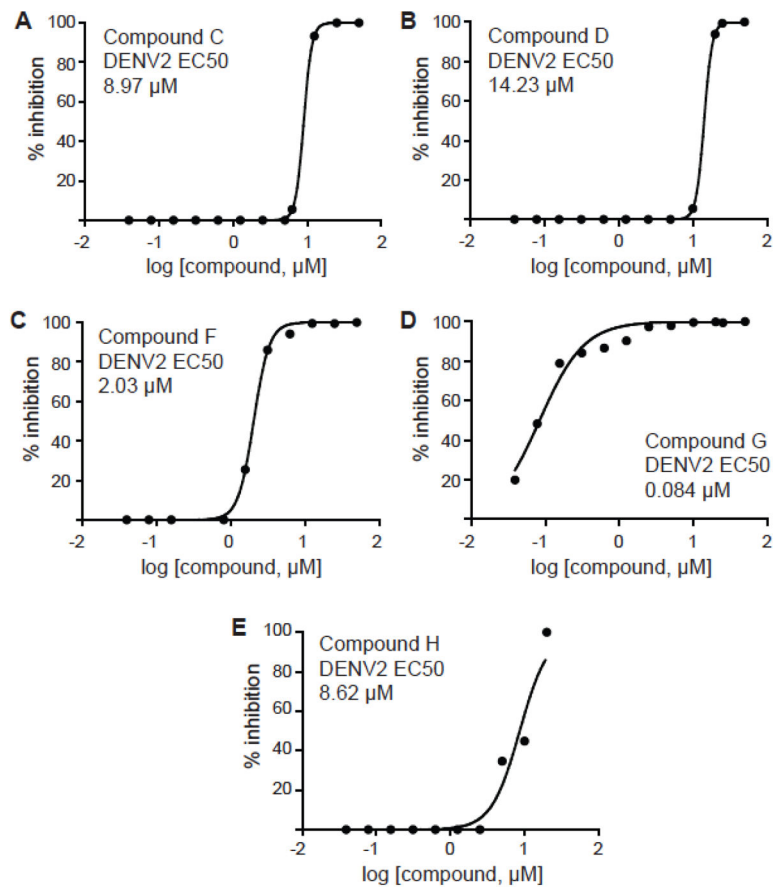 A
Compound C
DENV2 EC50
8.97 µM
% inhibition
100
80
60
40
20
-2
-1
0
1
2
log [compound, µM]
B
Compound D
DENV2 EC50
14.23 µM
% inhibition
100
80
60
40
20
-2
-1
0
1
2
log [compound, µM]
C
Compound F
DENV2 EC50
2.03 µM
% inhibition
100
80
60
40
20
-2
-1
0
1
2
log [compound, µM]
D
Compound G
DENV2 EC50
0.084 µM
% inhibition
100
80
60
40
20
-2
-1
0
1
2
log [compound, µM]
E
Compound H
DENV2 EC50
8.62 µM
% inhibition
100
80
60
40
20
-2
-1
0
1
2
log [compound, µM]